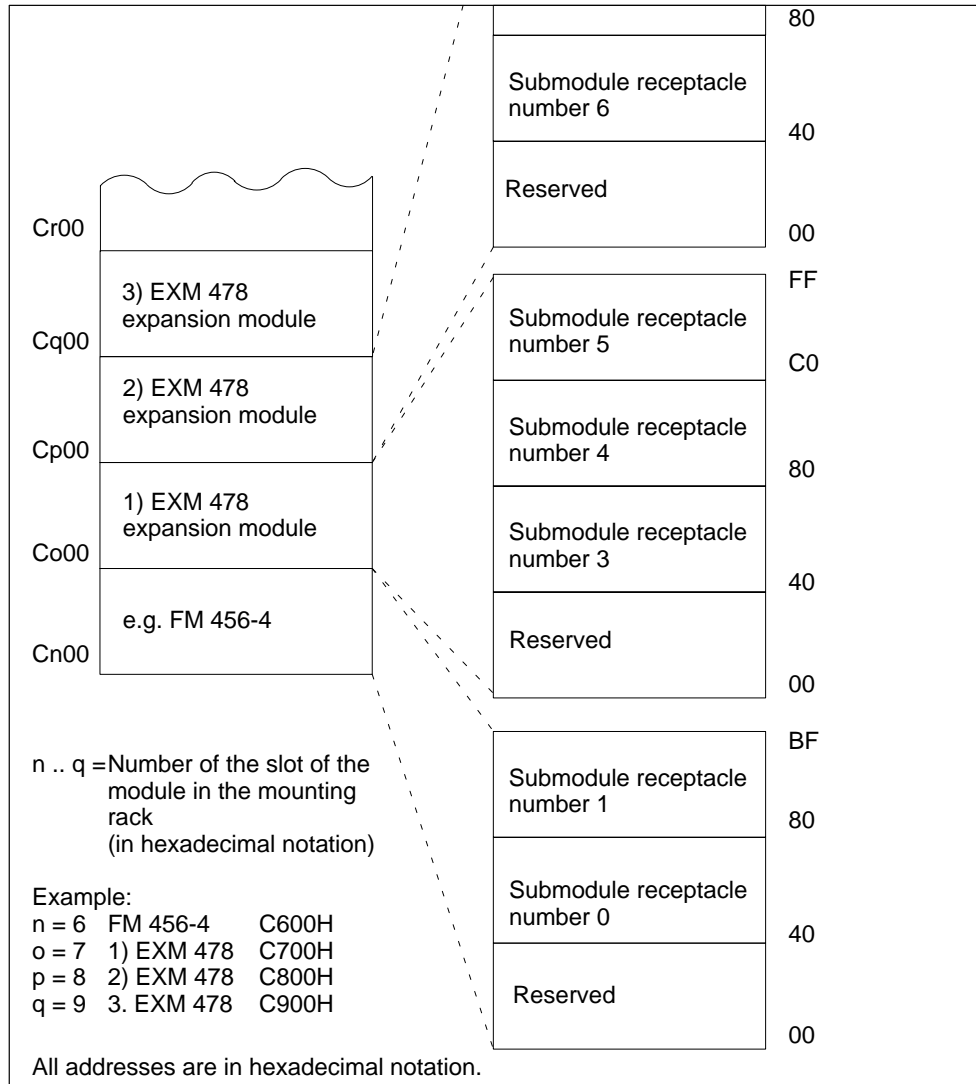 Cr00
3) EXM 478
expansion module
Cq00
2) EXM 478
expansion module
Cp00
1) EXM 478
expansion module
Co00
e.g. FM 456-4
Cn00
80
Submodule receptacle
number 6
40
Reserved
00
FF
Submodule receptacle
number 5
C0
Submodule receptacle
number 4
80
Submodule receptacle
number 3
40
Reserved
00
BF
Submodule receptacle
number 1
80
Submodule receptacle
number 0
40
Reserved
00
n .. q =Number of the slot of the
module in the mounting
rack
(in hexadecimal notation)
Example:
n = 6 FM 456-4 C600H
o = 7 1) EXM 478 C700H
p = 8 2) EXM 478 C800H
q = 9 3. EXM 478 C900H
All addresses are in hexadecimal notation.